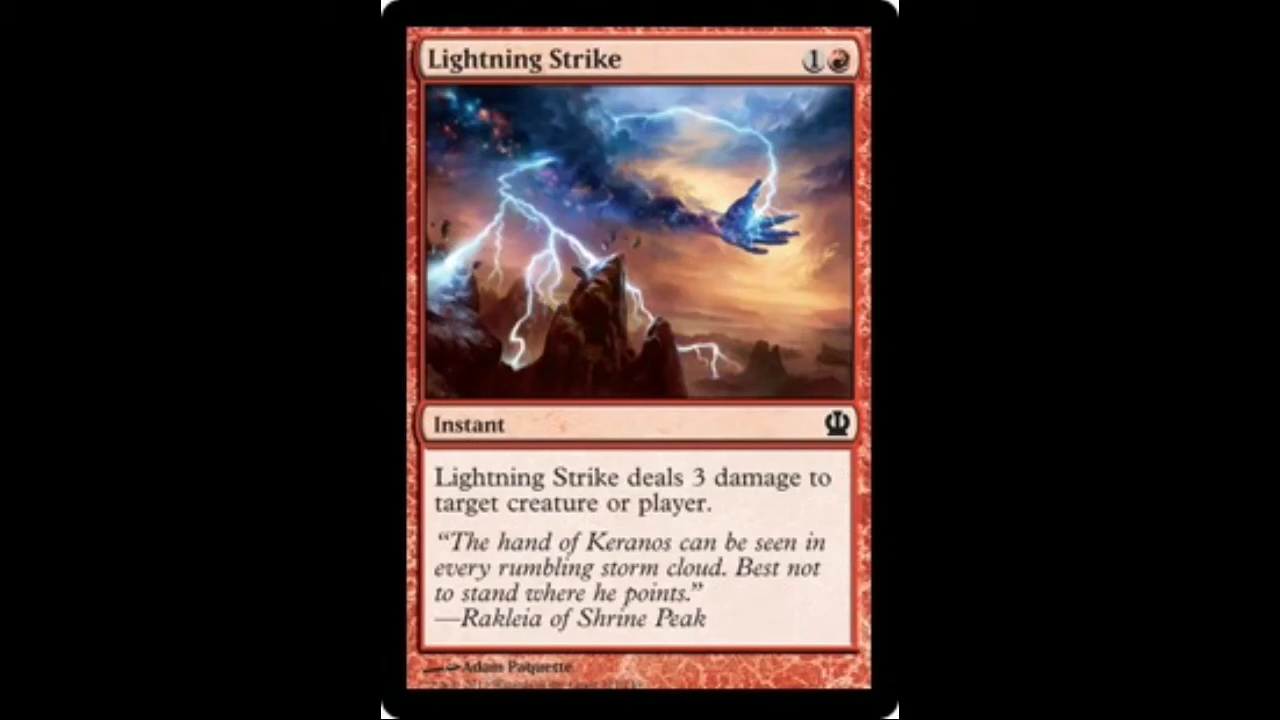 Lightning Strike 1
Instant
Lightning Strike deals 3 damage to
target creature or player.
“The hand of Keranos can be seen in
every rumbling storm cloud. Best not
to stand where he points.”
—Rakleia of Shrine Peak
Adam Paquette